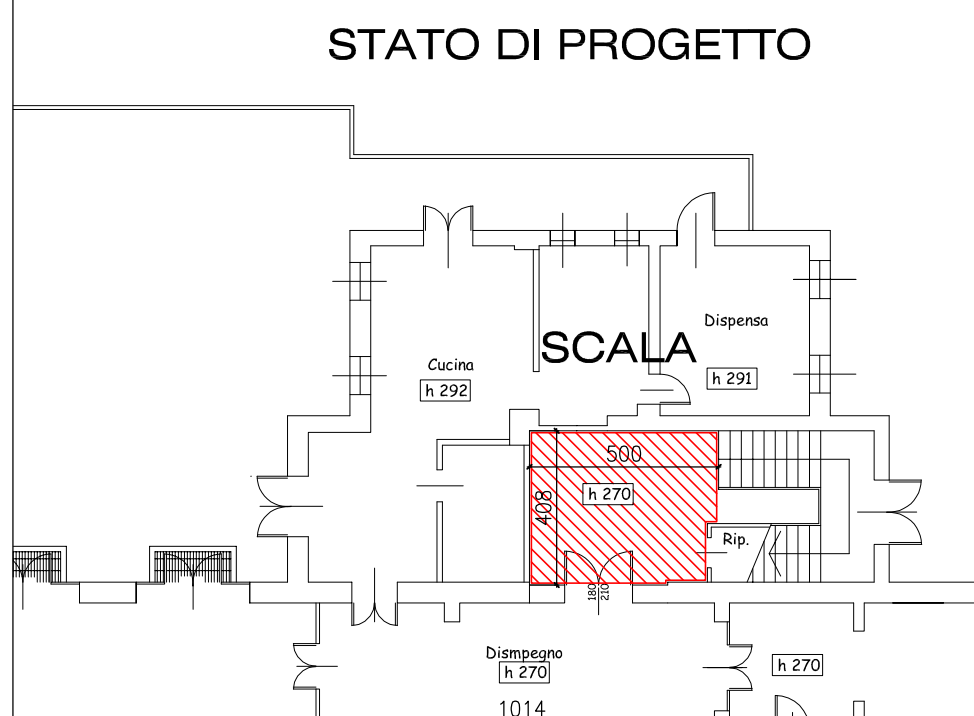 STATO DI PROGETTO
Dispensa
SCALA
Cucina
h 291
h 292
500
h 270
408
Rip.
180
210
Dismpegno
h 270
h 270
1014